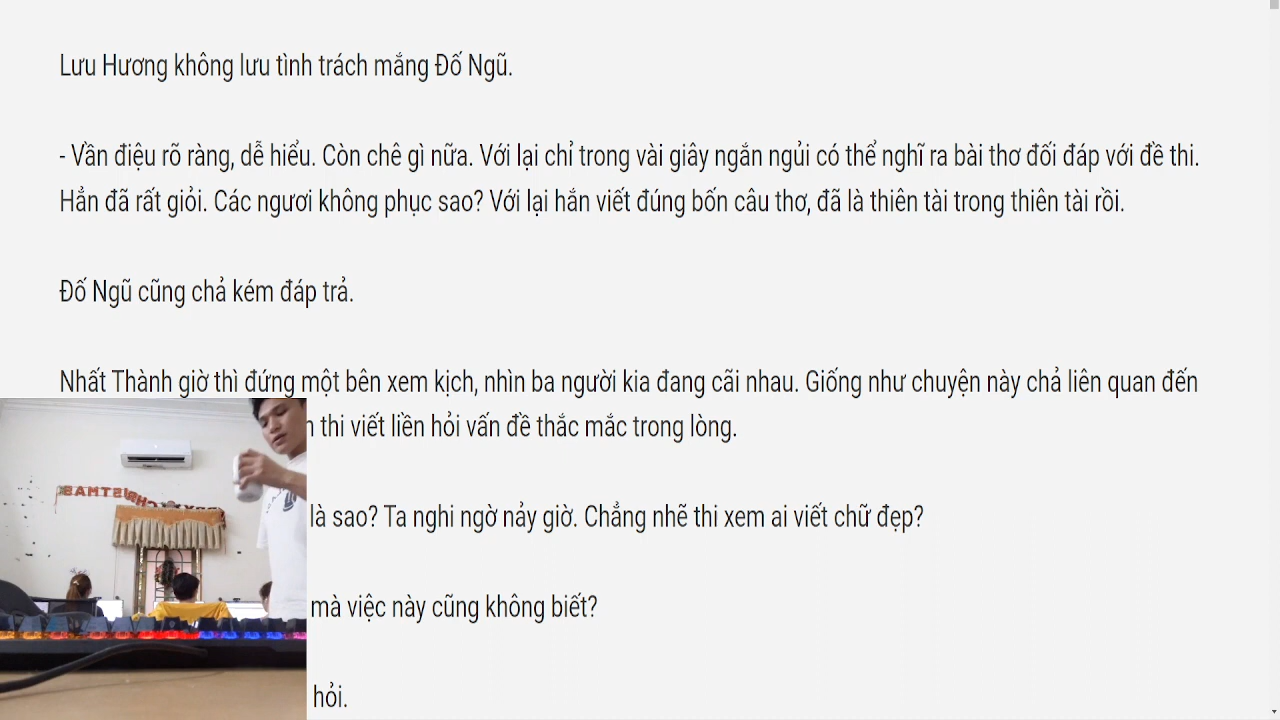 Lưu Hương không lưu tình trách mắng Đố Ngũ.
- Vần điệu rõ ràng, dễ hiểu. Còn chê gì nữa. Với lại chỉ trong vài giây ngắn ngủi có thể nghĩ ra bài thơ đối đáp với đề thi.
Hắn đã rất giỏi. Các ngươi không phục sao? Với lại hắn viết đúng bốn câu thơ, đã là thiên tài trong thiên tài rồi.
Đố Ngũ cũng chả kém đáp trả.
Nhất Thành giờ thì đứng một bên xem kịch, nhìn ba người kia đang cãi nhau. Giống như chuyện này chả liên quan đến
thi viết liền hỏi vấn đề thắc mắc trong lòng.
là sao? Ta nghi ngờ nảy giờ. Chẳng nhẽ thi xem ai viết chữ đẹp?
mà việc này cũng không biết?
hỏi.